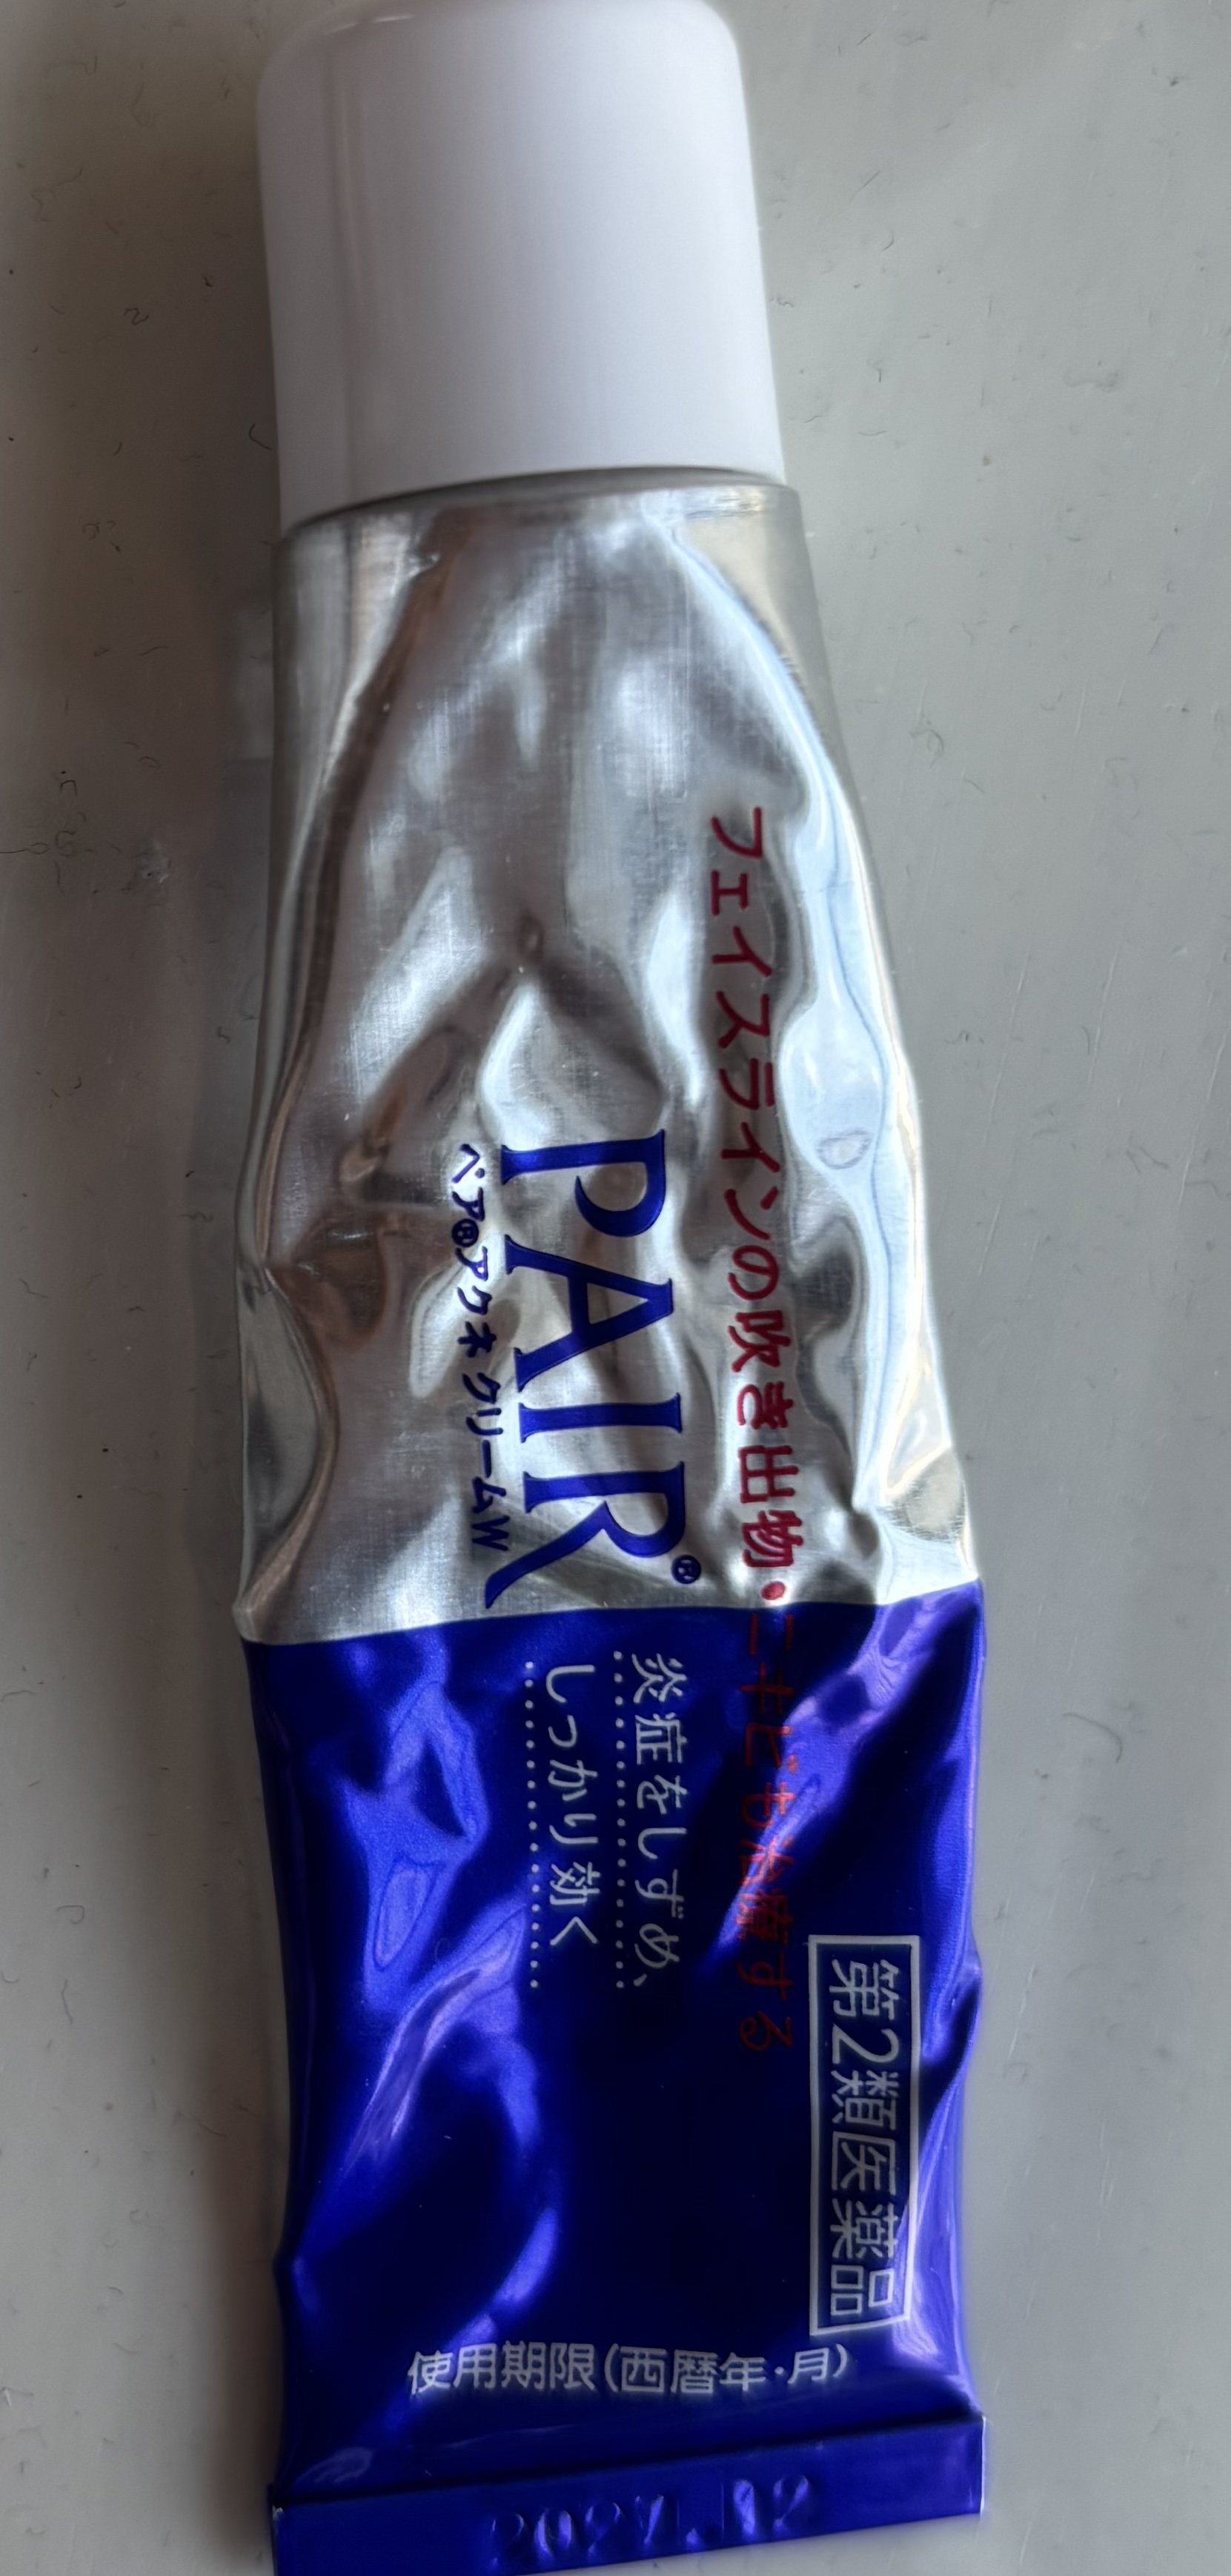 フェイスラインの吹き出物・ニキビも治療する
PAIR®
ペア®アクネクリームW
炎症をしずめ、
しっかり効く
第2類医薬品
使用期限(西暦年・月)